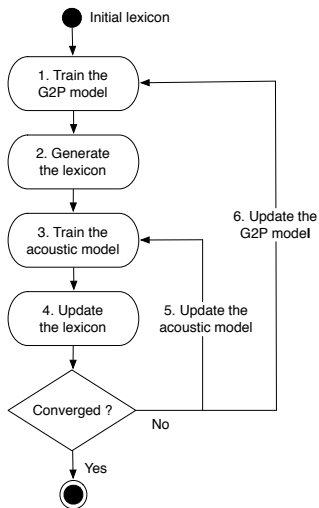 Initial lexicon
1. Train the
G2P model
2. Generate
the lexicon
3. Train the
acoustic model
4. Update
the lexicon
5. Update the
acoustic model
6. Update the
G2P model
Converged ?
No
Yes